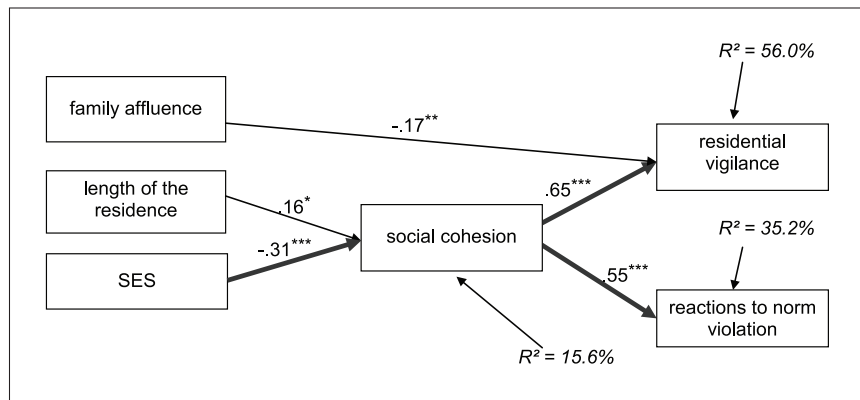 R² = 56.0%
family affluence
-.17**
residential
vigilance
length of the
residence
.16*
.65***
social cohesion
R² = 35.2%
-.31***
SES
.55***
reactions to norm
violation
R² = 15.6%